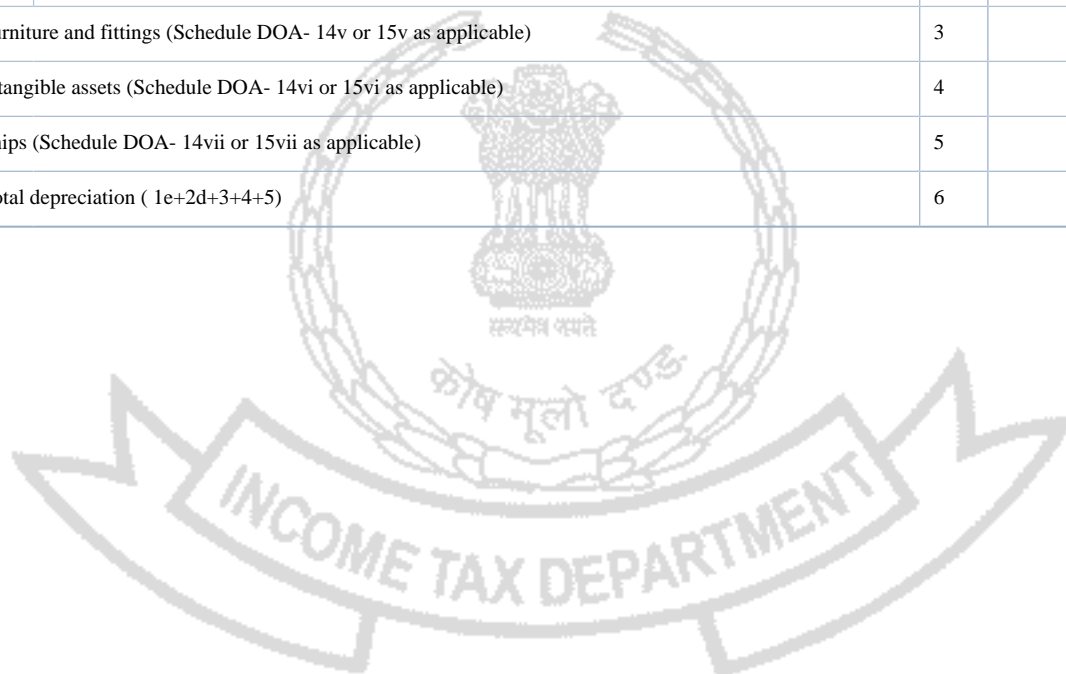 urniture and fittings (Schedule DOA- 14v or 15v as applicable) 3
tangible assets (Schedule DOA- 14vi or 15vi as applicable) 4
hips (Schedule DOA- 14vii or 15vii as applicable) 5
otal depreciation ( 1e+2d+3+4+5) 6
सत्यमेव जयते
कोष मूलो दण्ड:
INCOME TAX DEPARTMENT